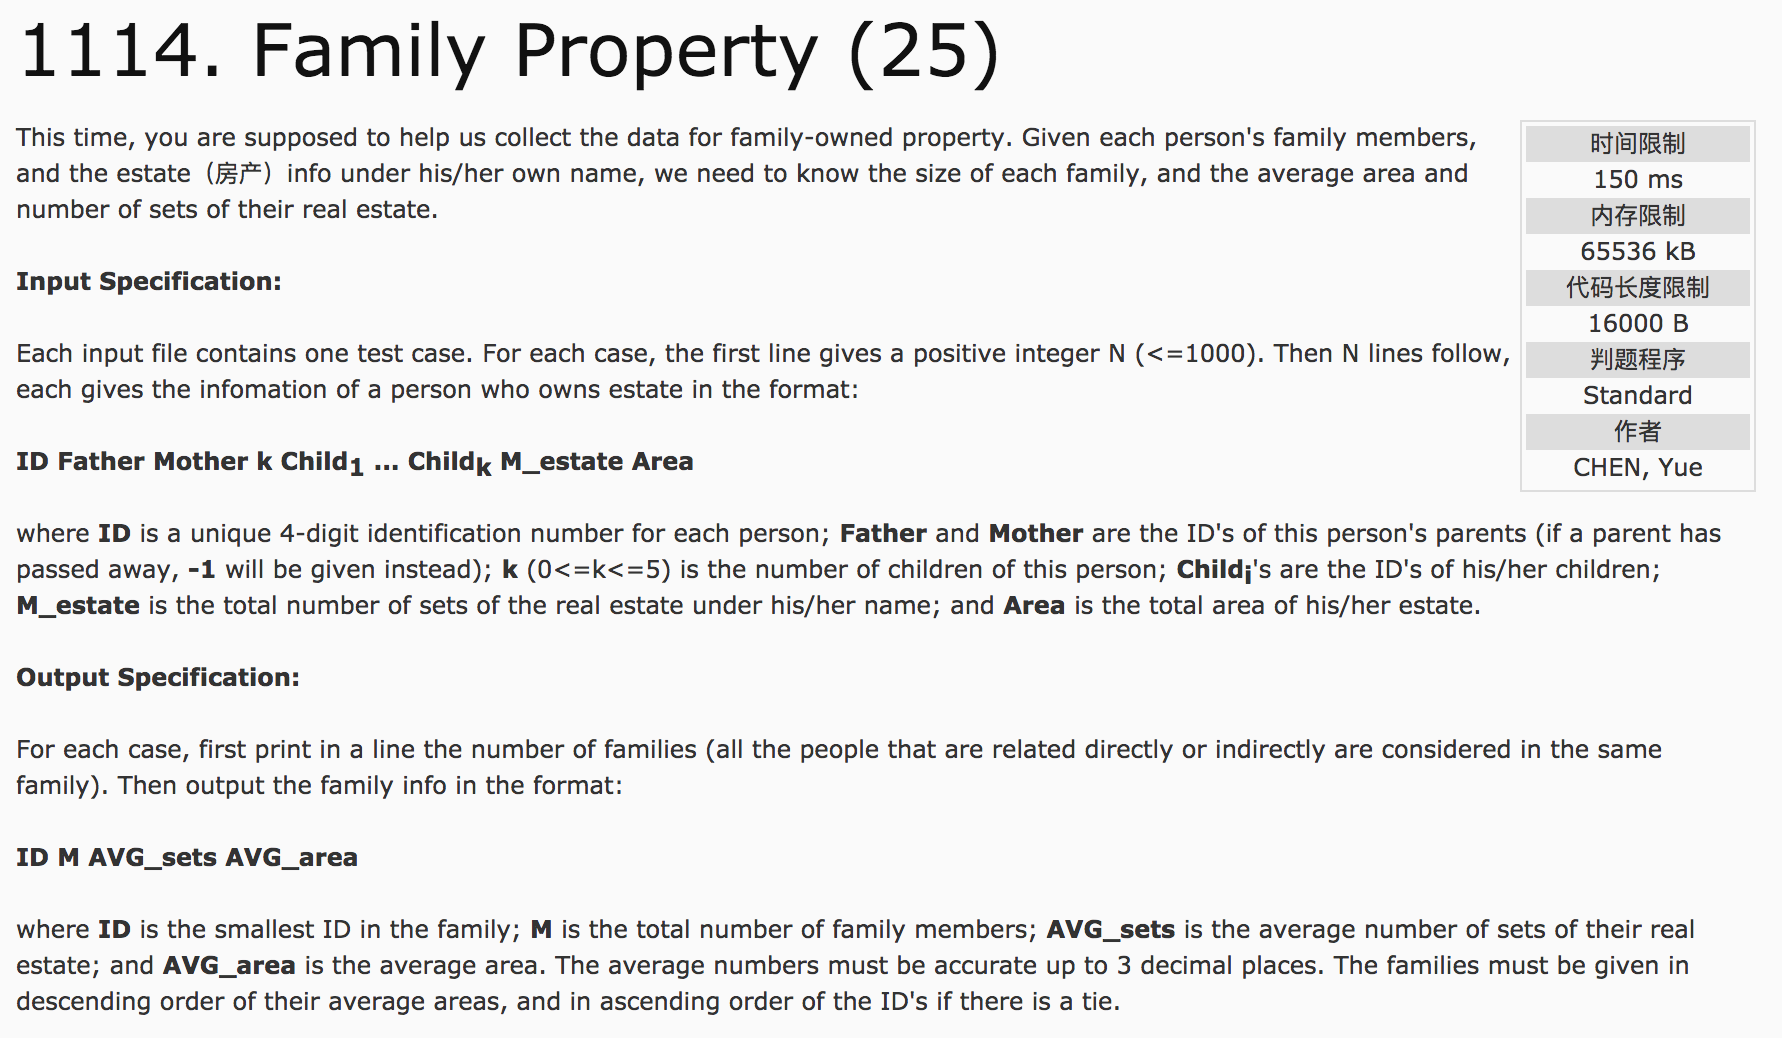 1114. Family Property (25)
This time, you are supposed to help us collect the data for family-owned property. Given each person's family members,
and the estate（房产）info under his/her own name, we need to know the size of each family, and the average area and
number of sets of their real estate.
时间限制
150 ms
内存限制
65536 kB
代码长度限制
16000 B
判题程序
Standard
作者
CHEN, Yue
Input Specification:
Each input file contains one test case. For each case, the first line gives a positive integer N (<=1000). Then N lines follow,
each gives the infomation of a person who owns estate in the format:
ID Father Mother k Child1 ... Childk M_estate Area
where ID is a unique 4-digit identification number for each person; Father and Mother are the ID's of this person's parents (if a parent has
passed away, -1 will be given instead); k (0<=k<=5) is the number of children of this person; Childi's are the ID's of his/her children;
M_estate is the total number of sets of the real estate under his/her name; and Area is the total area of his/her estate.
Output Specification:
For each case, first print in a line the number of families (all the people that are related directly or indirectly are considered in the same
family). Then output the family info in the format:
ID M AVG_sets AVG_area
where ID is the smallest ID in the family; M is the total number of family members; AVG_sets is the average number of sets of their real
estate; and AVG_area is the average area. The average numbers must be accurate up to 3 decimal places. The families must be given in
descending order of their average areas, and in ascending order of the ID's if there is a tie.